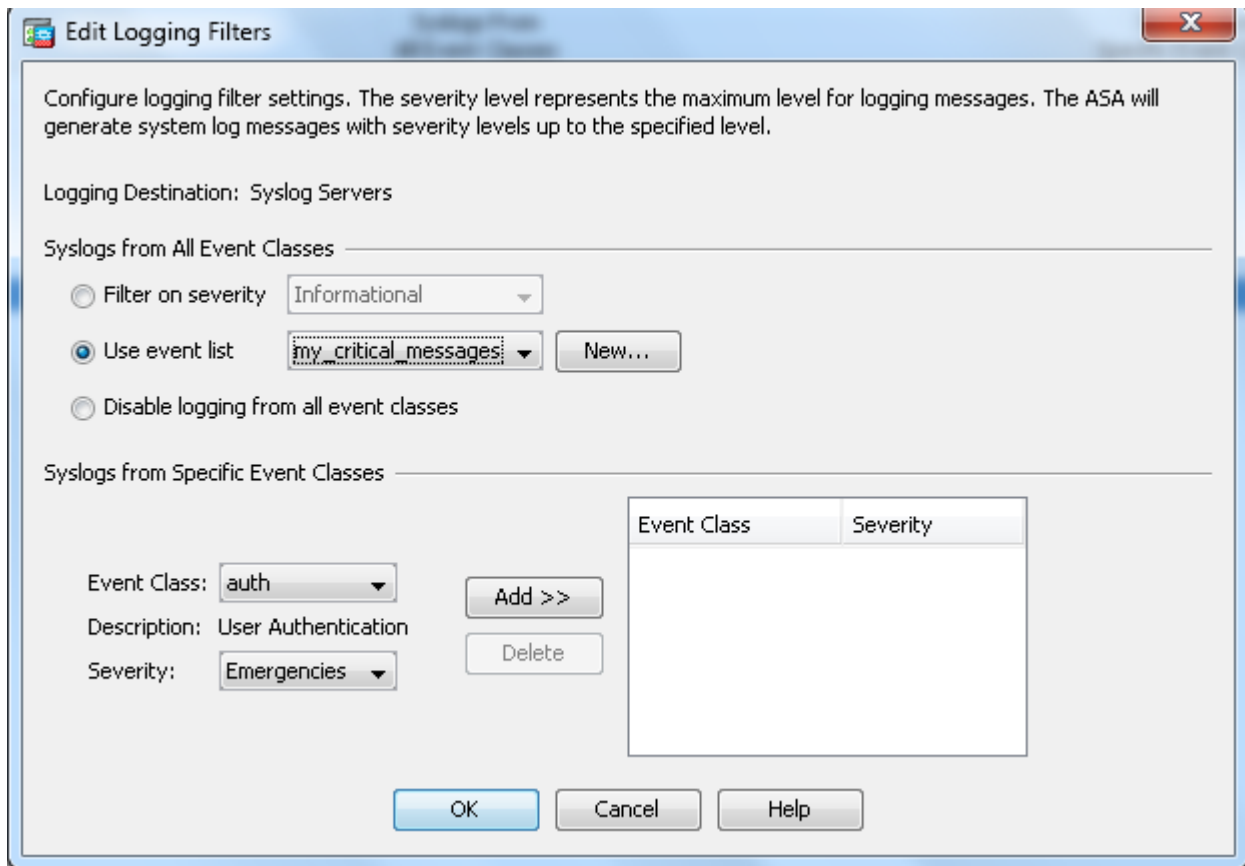 Edit Logging Filters
Configure logging filter settings. The severity level represents the maximum level for logging messages. The ASA will
generate system log messages with severity levels up to the specified level.
Logging Destination: Syslog Servers
Syslogs from All Event Classes
Filter on severity Informational
Use event list my_critical_messages New...
Disable logging from all event classes
Syslogs from Specific Event Classes
Event Class Severity
Event Class: auth
Add >>
Description: User Authentication
Delete
Severity: Emergencies
OK Cancel Help